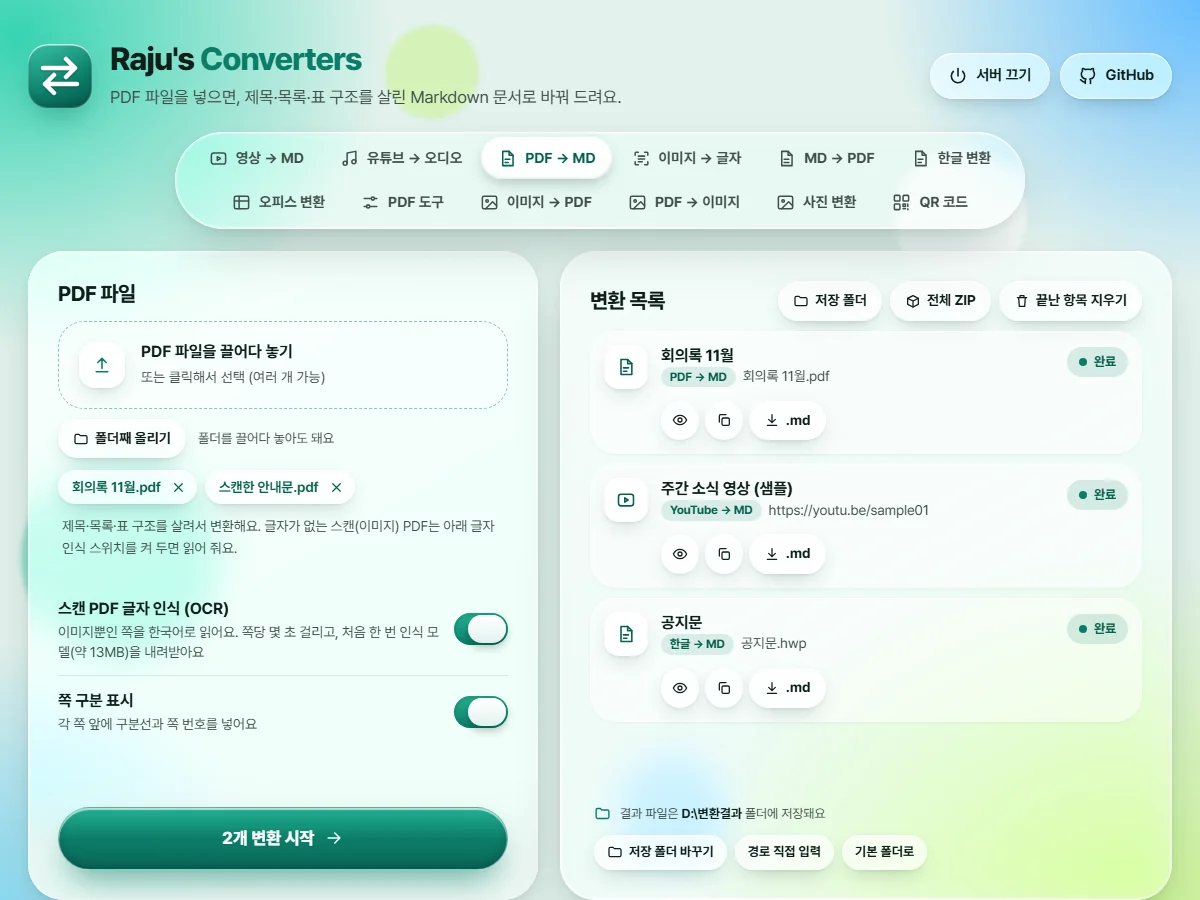 Raju's Converters
PDF 파일을 넣으면, 제목·목록·표 구조를 살린 Markdown 문서로 바꿔 드려요.
서버 끄기
GitHub
영상 → MD
유튜브 → 오디오
PDF → MD
이미지 → 글자
MD → PDF
한글 변환
오피스 변환
PDF 도구
이미지 → PDF
PDF → 이미지
사진 변환
QR 코드
PDF 파일
PDF 파일을 끌어다 놓기
또는 클릭해서 선택 (여러 개 가능)
폴더째 올리기
폴더를 끌어다 놓아도 돼요
회의록 11월.pdf ×
스캔한 안내문.pdf ×
제목·목록·표 구조를 살려서 변환해요. 글자가 없는 스캔(이미지) PDF는 아래 글자
인식 스위치를 켜 두면 읽어 줘요.
스캔 PDF 글자 인식 (OCR)
이미지뿐인 쪽을 한국어로 읽어요. 쪽당 몇 초 걸리고, 처음 한 번 인식 모
델(약 13MB)을 내려받아요
쪽 구분 표시
각 쪽 앞에 구분선과 쪽 번호를 넣어요
2개 변환 시작 →
변환 목록
저장 폴더
전체 ZIP
끝난 항목 지우기
회의록 11월
PDF → MD
회의록 11월.pdf
완료
.md
주간 소식 영상 (샘플)
YouTube → MD
https://youtu.be/sample01
완료
.md
공지문
한글 → MD
공지문.hwp
완료
.md
결과 파일은 D:\변환결과 폴더에 저장돼요
저장 폴더 바꾸기
경로 직접 입력
기본 폴더로